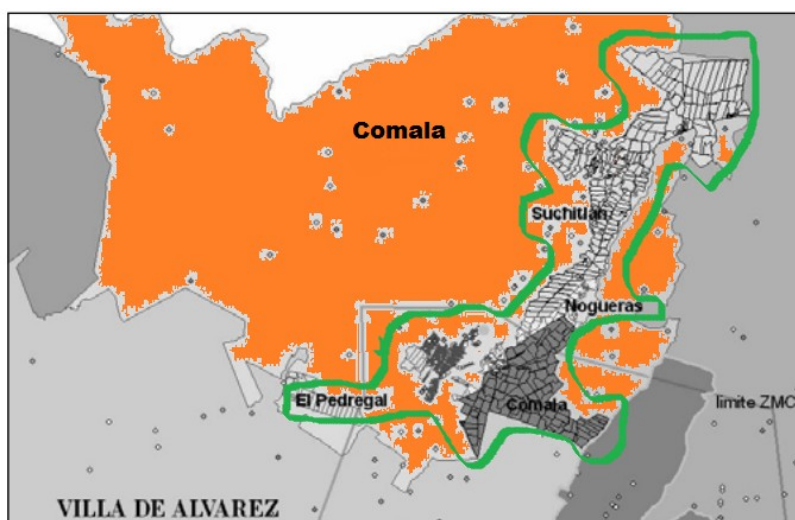 Comala
Suchitlán
Nogueras
El Pedregal
Comala
limite ZMC
VILLA DE ALVAREZ